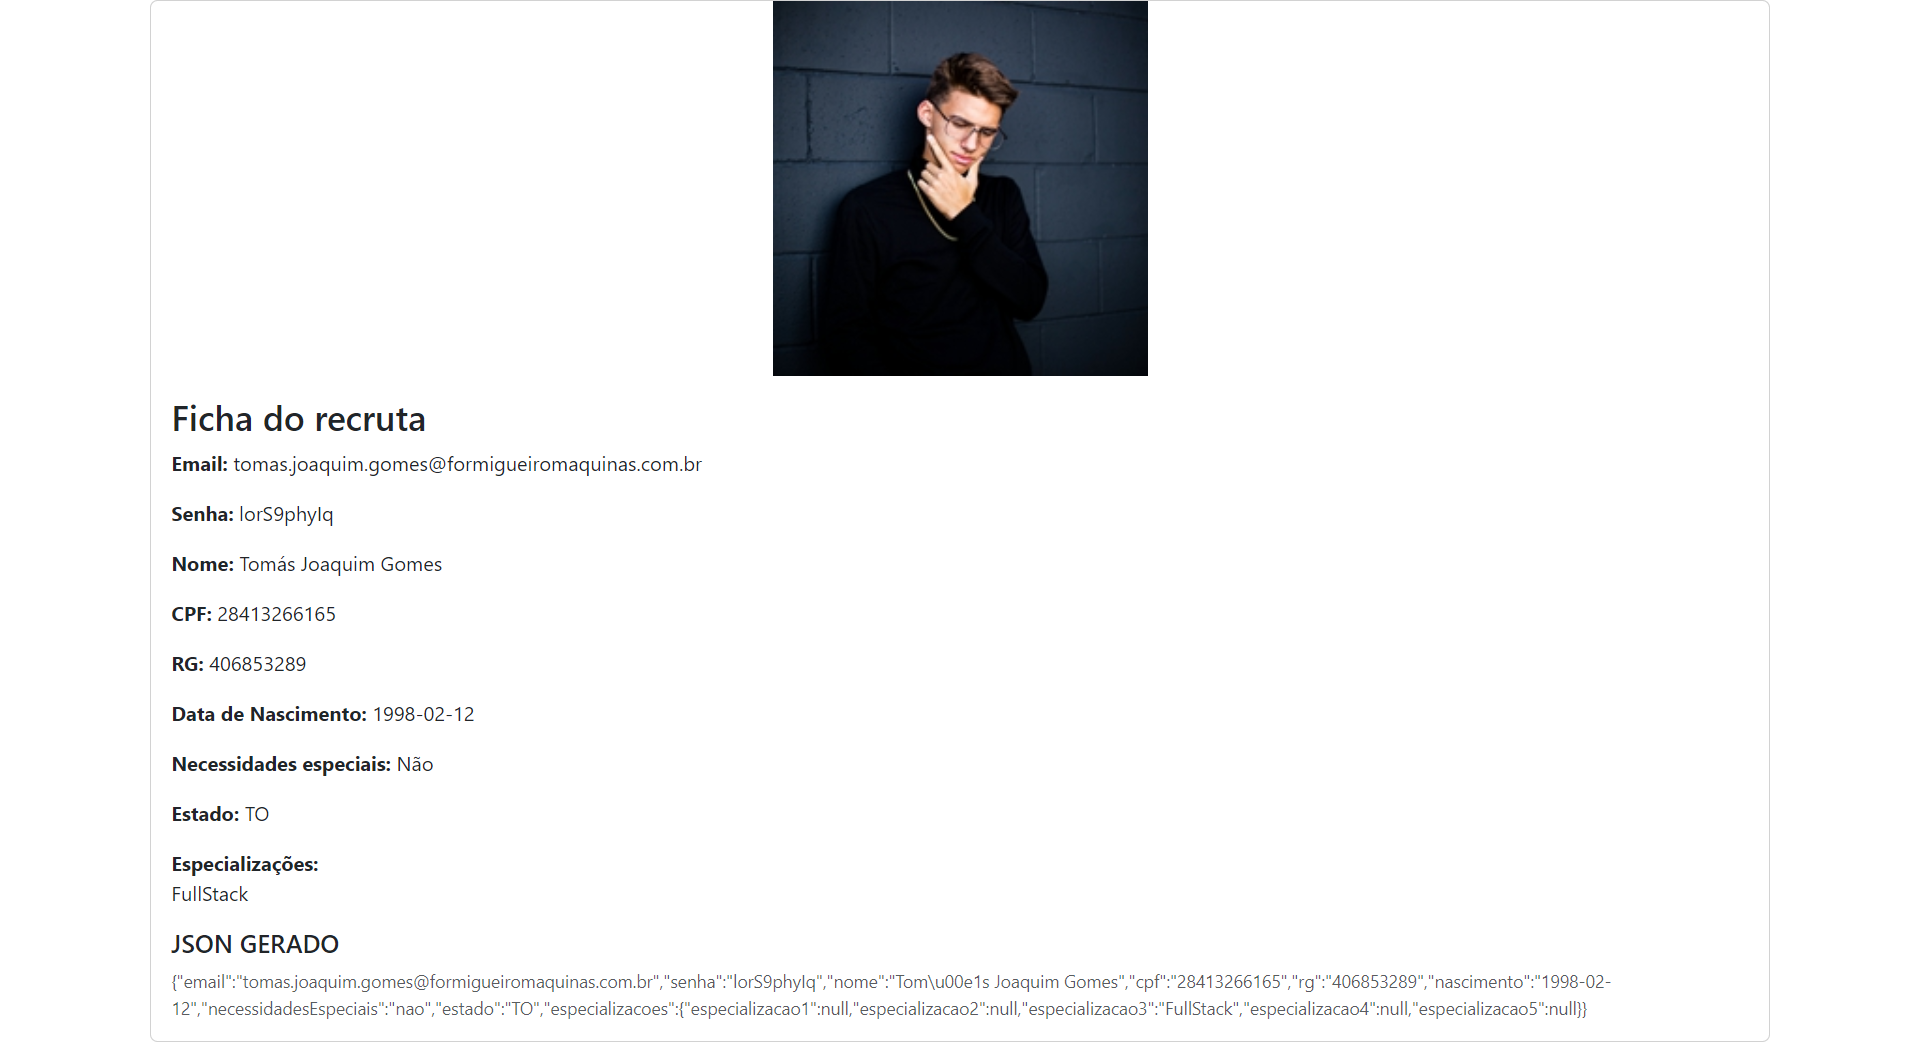 Ficha do recruta
Email: tomas.joaquim.gomes@formigueiromaquinas.com.br
Senha: lorS9phyIq
Nome: Tomás Joaquim Gomes
CPF: 28413266165
RG: 406853289
Data de Nascimento: 1998-02-12
Necessidades especiais: Não
Estado: TO
Especializações:
FullStack
JSON GERADO
{"email":"tomas.joaquim.gomes@formigueiromaquinas.com.br","senha":"lorS9phyIq","nome":"Tom\u00e1s Joaquim Gomes","cpf":"28413266165","rg":"406853289","nascimento":"1998-02-
12","necessidadesEspeciais":"nao","estado":"TO","especializacoes":{"especializacao1":null,"especializacao2":null,"especializacao3":"FullStack","especializacao4":null,"especializacao5":null}}